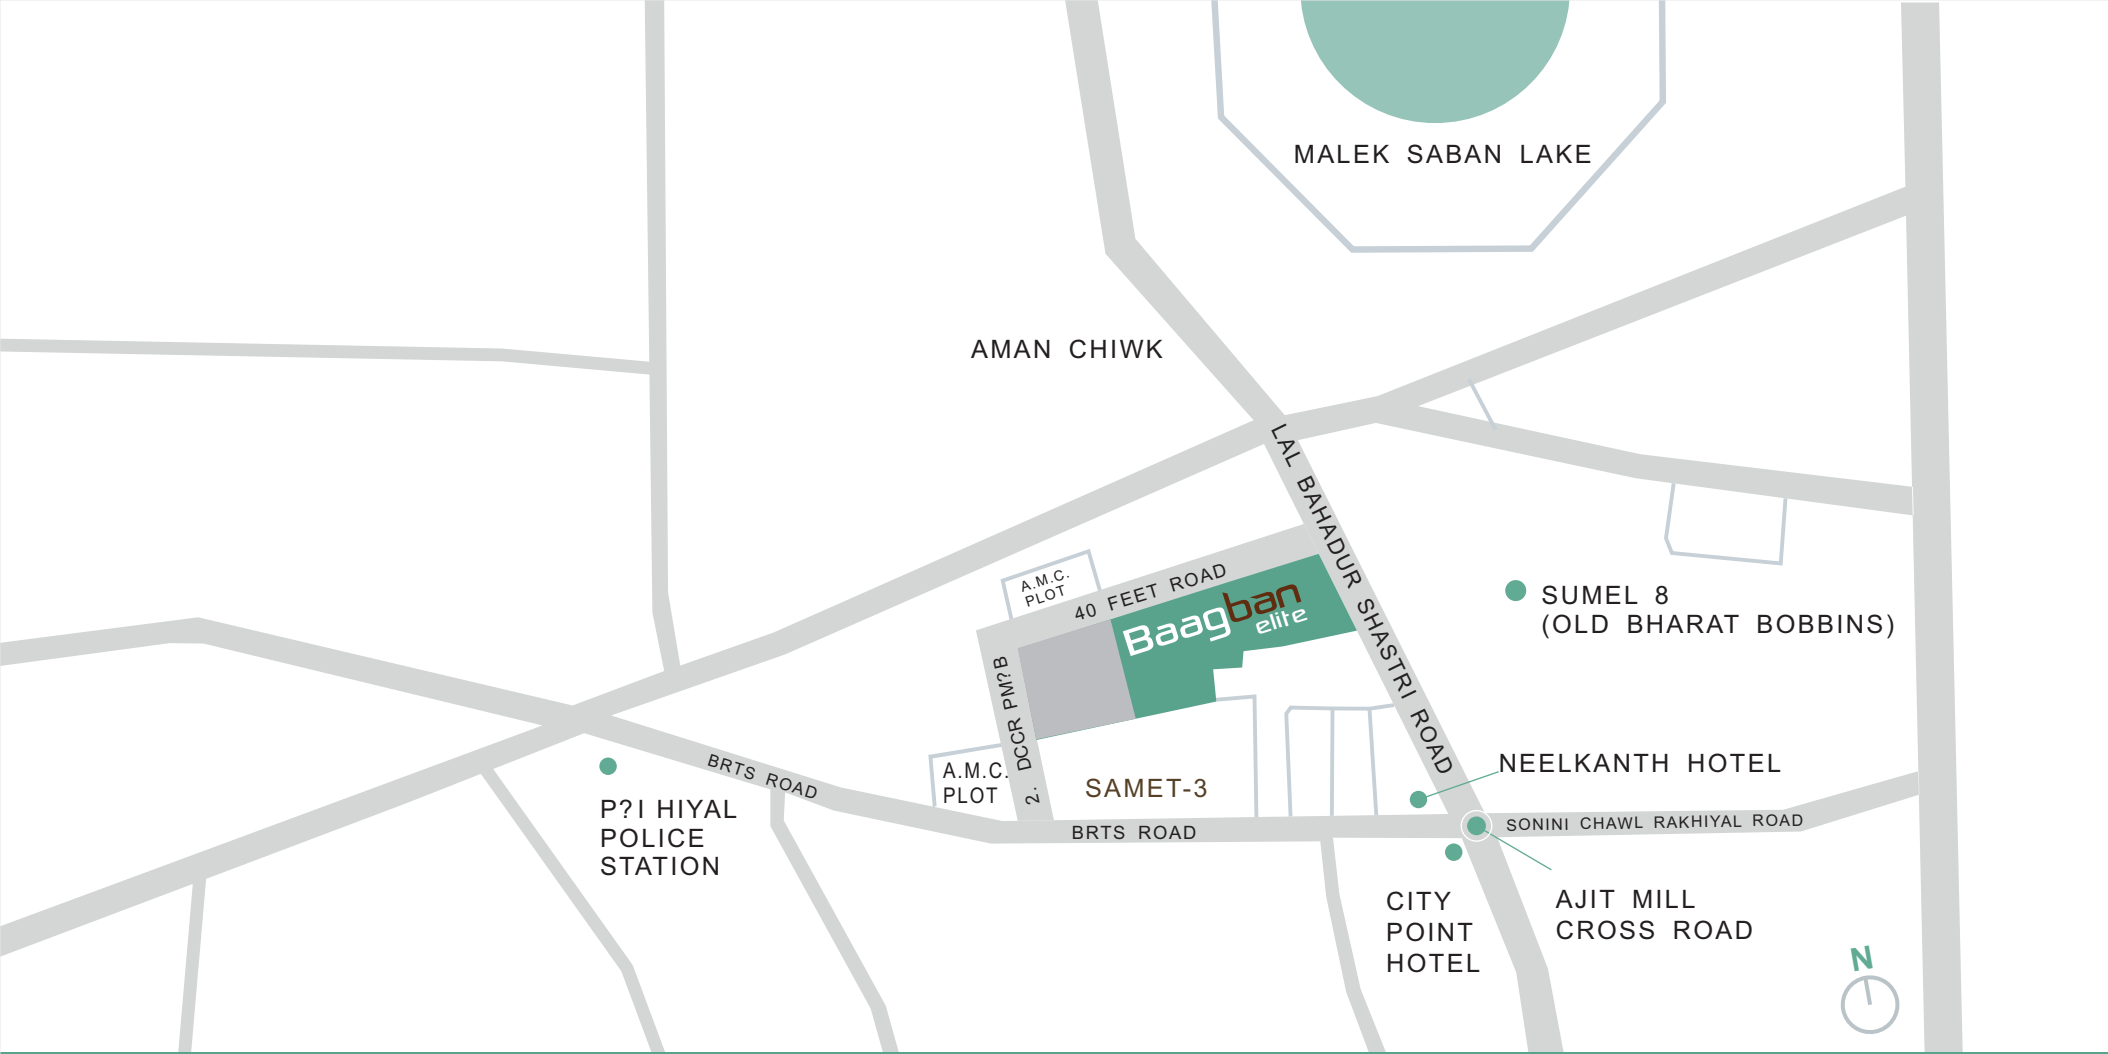 MALEK SABAN LAKE
AMAN CHIWK
LAL BAHADUR SHASTRI ROAD
A.M.C.
PLOT
40 FEET ROAD
Baagban
elite
SUMEL 8
(OLD BHARAT BOBBINS)
2. DCCR PM?B
BRTS ROAD
A.M.C.
PLOT
SAMET-3
NEELKANTH HOTEL
P?I HIYAL
POLICE
STATION
BRTS ROAD
SONINI CHAWL RAKHIYAL ROAD
CITY
POINT
HOTEL
AJIT MILL
CROSS ROAD
N